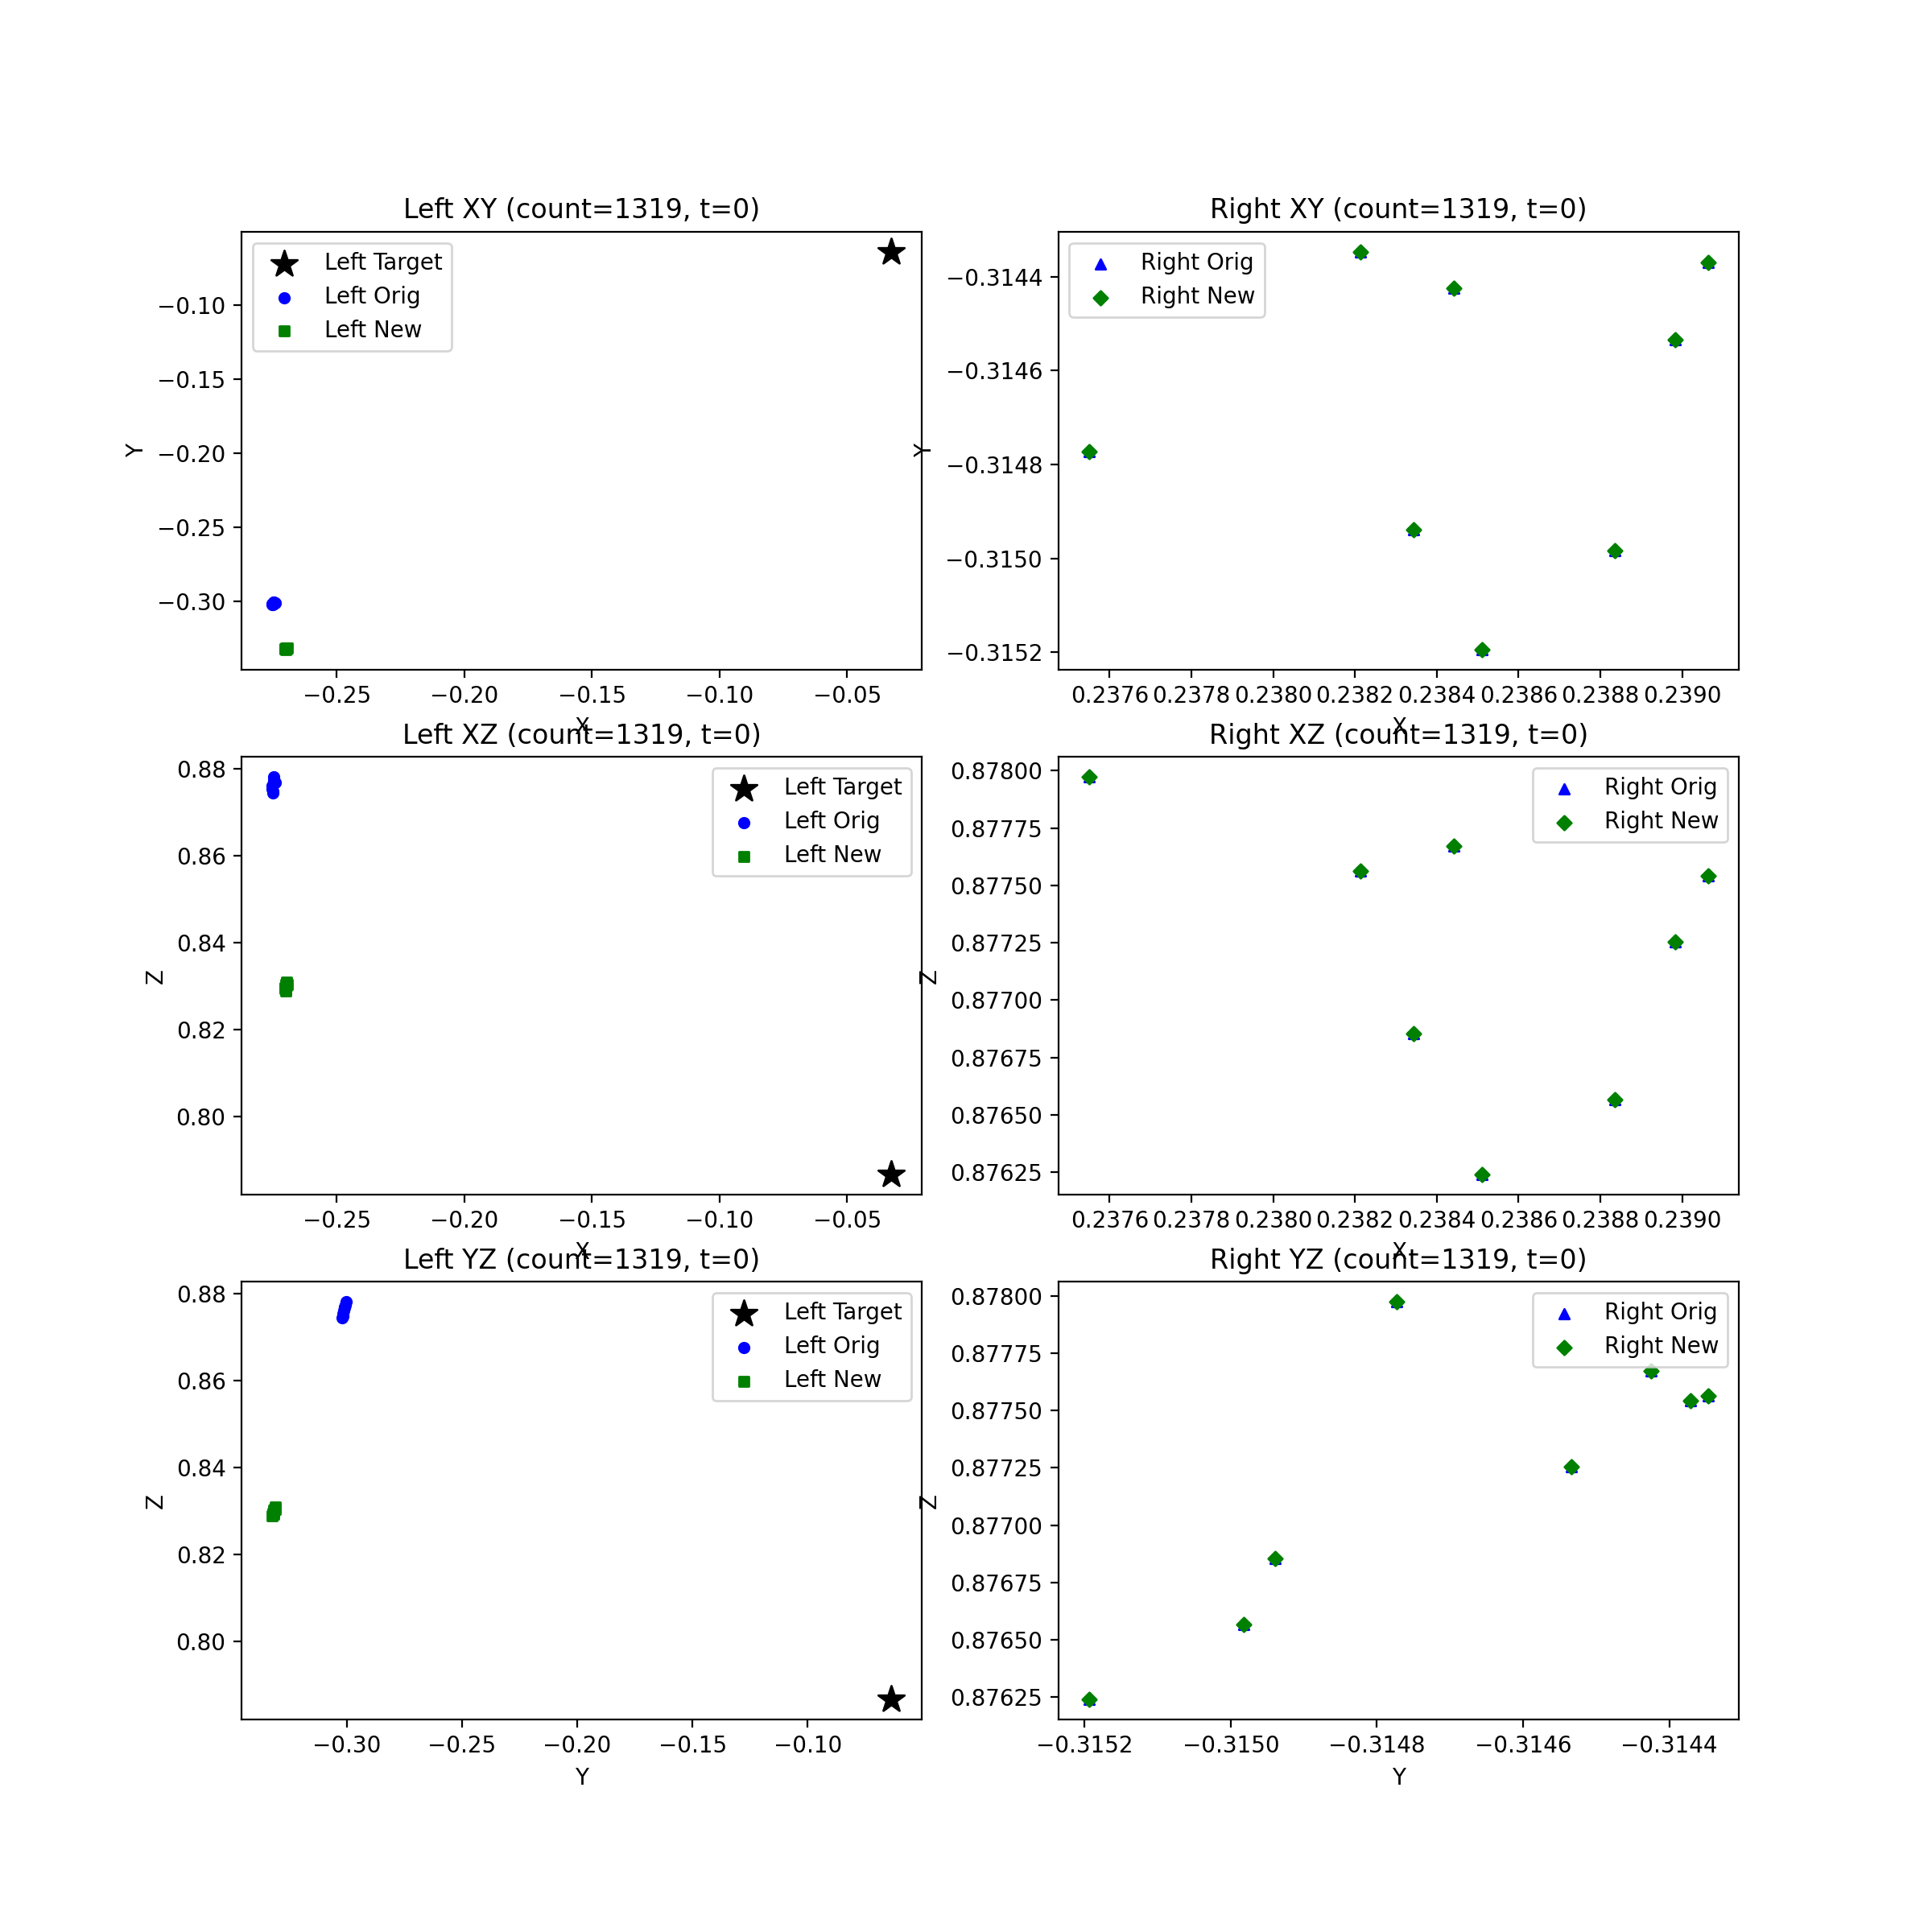 Left XY (count=1319, t=0)
Left Target
Left Orig
Left New
−0.10
−0.15
−0.20
−0.25
−0.30
Y
−0.25
−0.20
−0.15
−0.10
−0.05
X
Right XY (count=1319, t=0)
Right Orig
Right New
−0.3144
−0.3146
−0.3148
−0.3150
−0.3152
Y
0.2376
0.2378
0.2380
0.2382
0.2384
0.2386
0.2388
0.2390
X
Left XZ (count=1319, t=0)
Left Target
Left Orig
Left New
0.88
0.86
0.84
0.82
0.80
Z
−0.25
−0.20
−0.15
−0.10
−0.05
X
Right XZ (count=1319, t=0)
Right Orig
Right New
0.87800
0.87775
0.87750
0.87725
0.87700
0.87675
0.87650
0.87625
Z
0.2376
0.2378
0.2380
0.2382
0.2384
0.2386
0.2388
0.2390
X
Left YZ (count=1319, t=0)
Left Target
Left Orig
Left New
0.88
0.86
0.84
0.82
0.80
Z
−0.30
−0.25
−0.20
−0.15
−0.10
Y
Right YZ (count=1319, t=0)
Right Orig
Right New
0.87800
0.87775
0.87750
0.87725
0.87700
0.87675
0.87650
0.87625
Z
−0.3152
−0.3150
−0.3148
−0.3146
−0.3144
Y